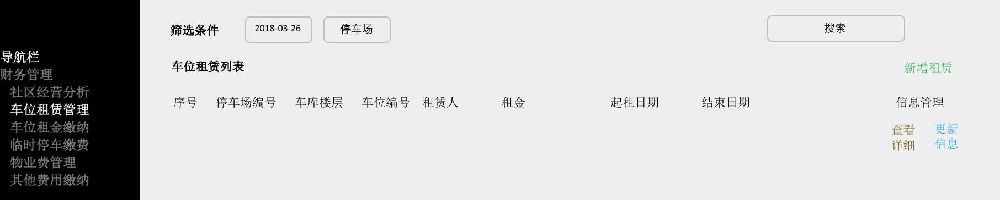 导航栏
财务管理
社区经营分析
车位租赁管理
车位租金缴纳
临时停车缴费
物业费管理
其他费用缴纳
筛选条件 2018-03-26 停车场 搜索
车位租赁列表 新增租赁
序号 停车场编号 车库楼层 车位编号 租赁人 租金 起租日期 结束日期 信息管理
查看 更新
详细 信息